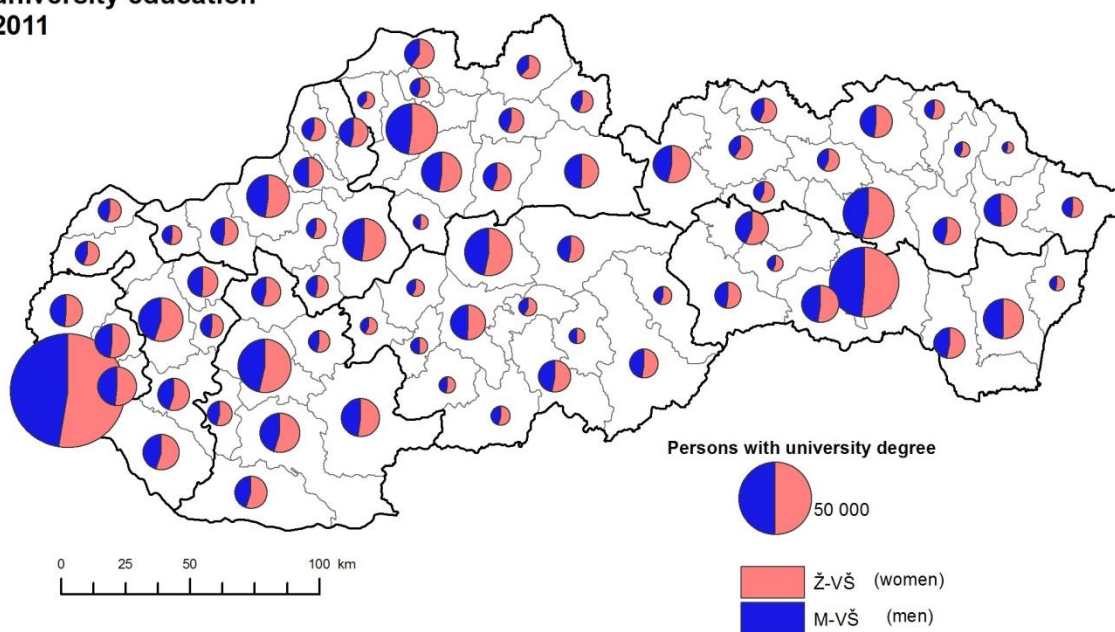 university education
2011
Persons with university degree
50 000
0 25 50 100 km
Ž-VŠ (women)
M-VŠ (men)